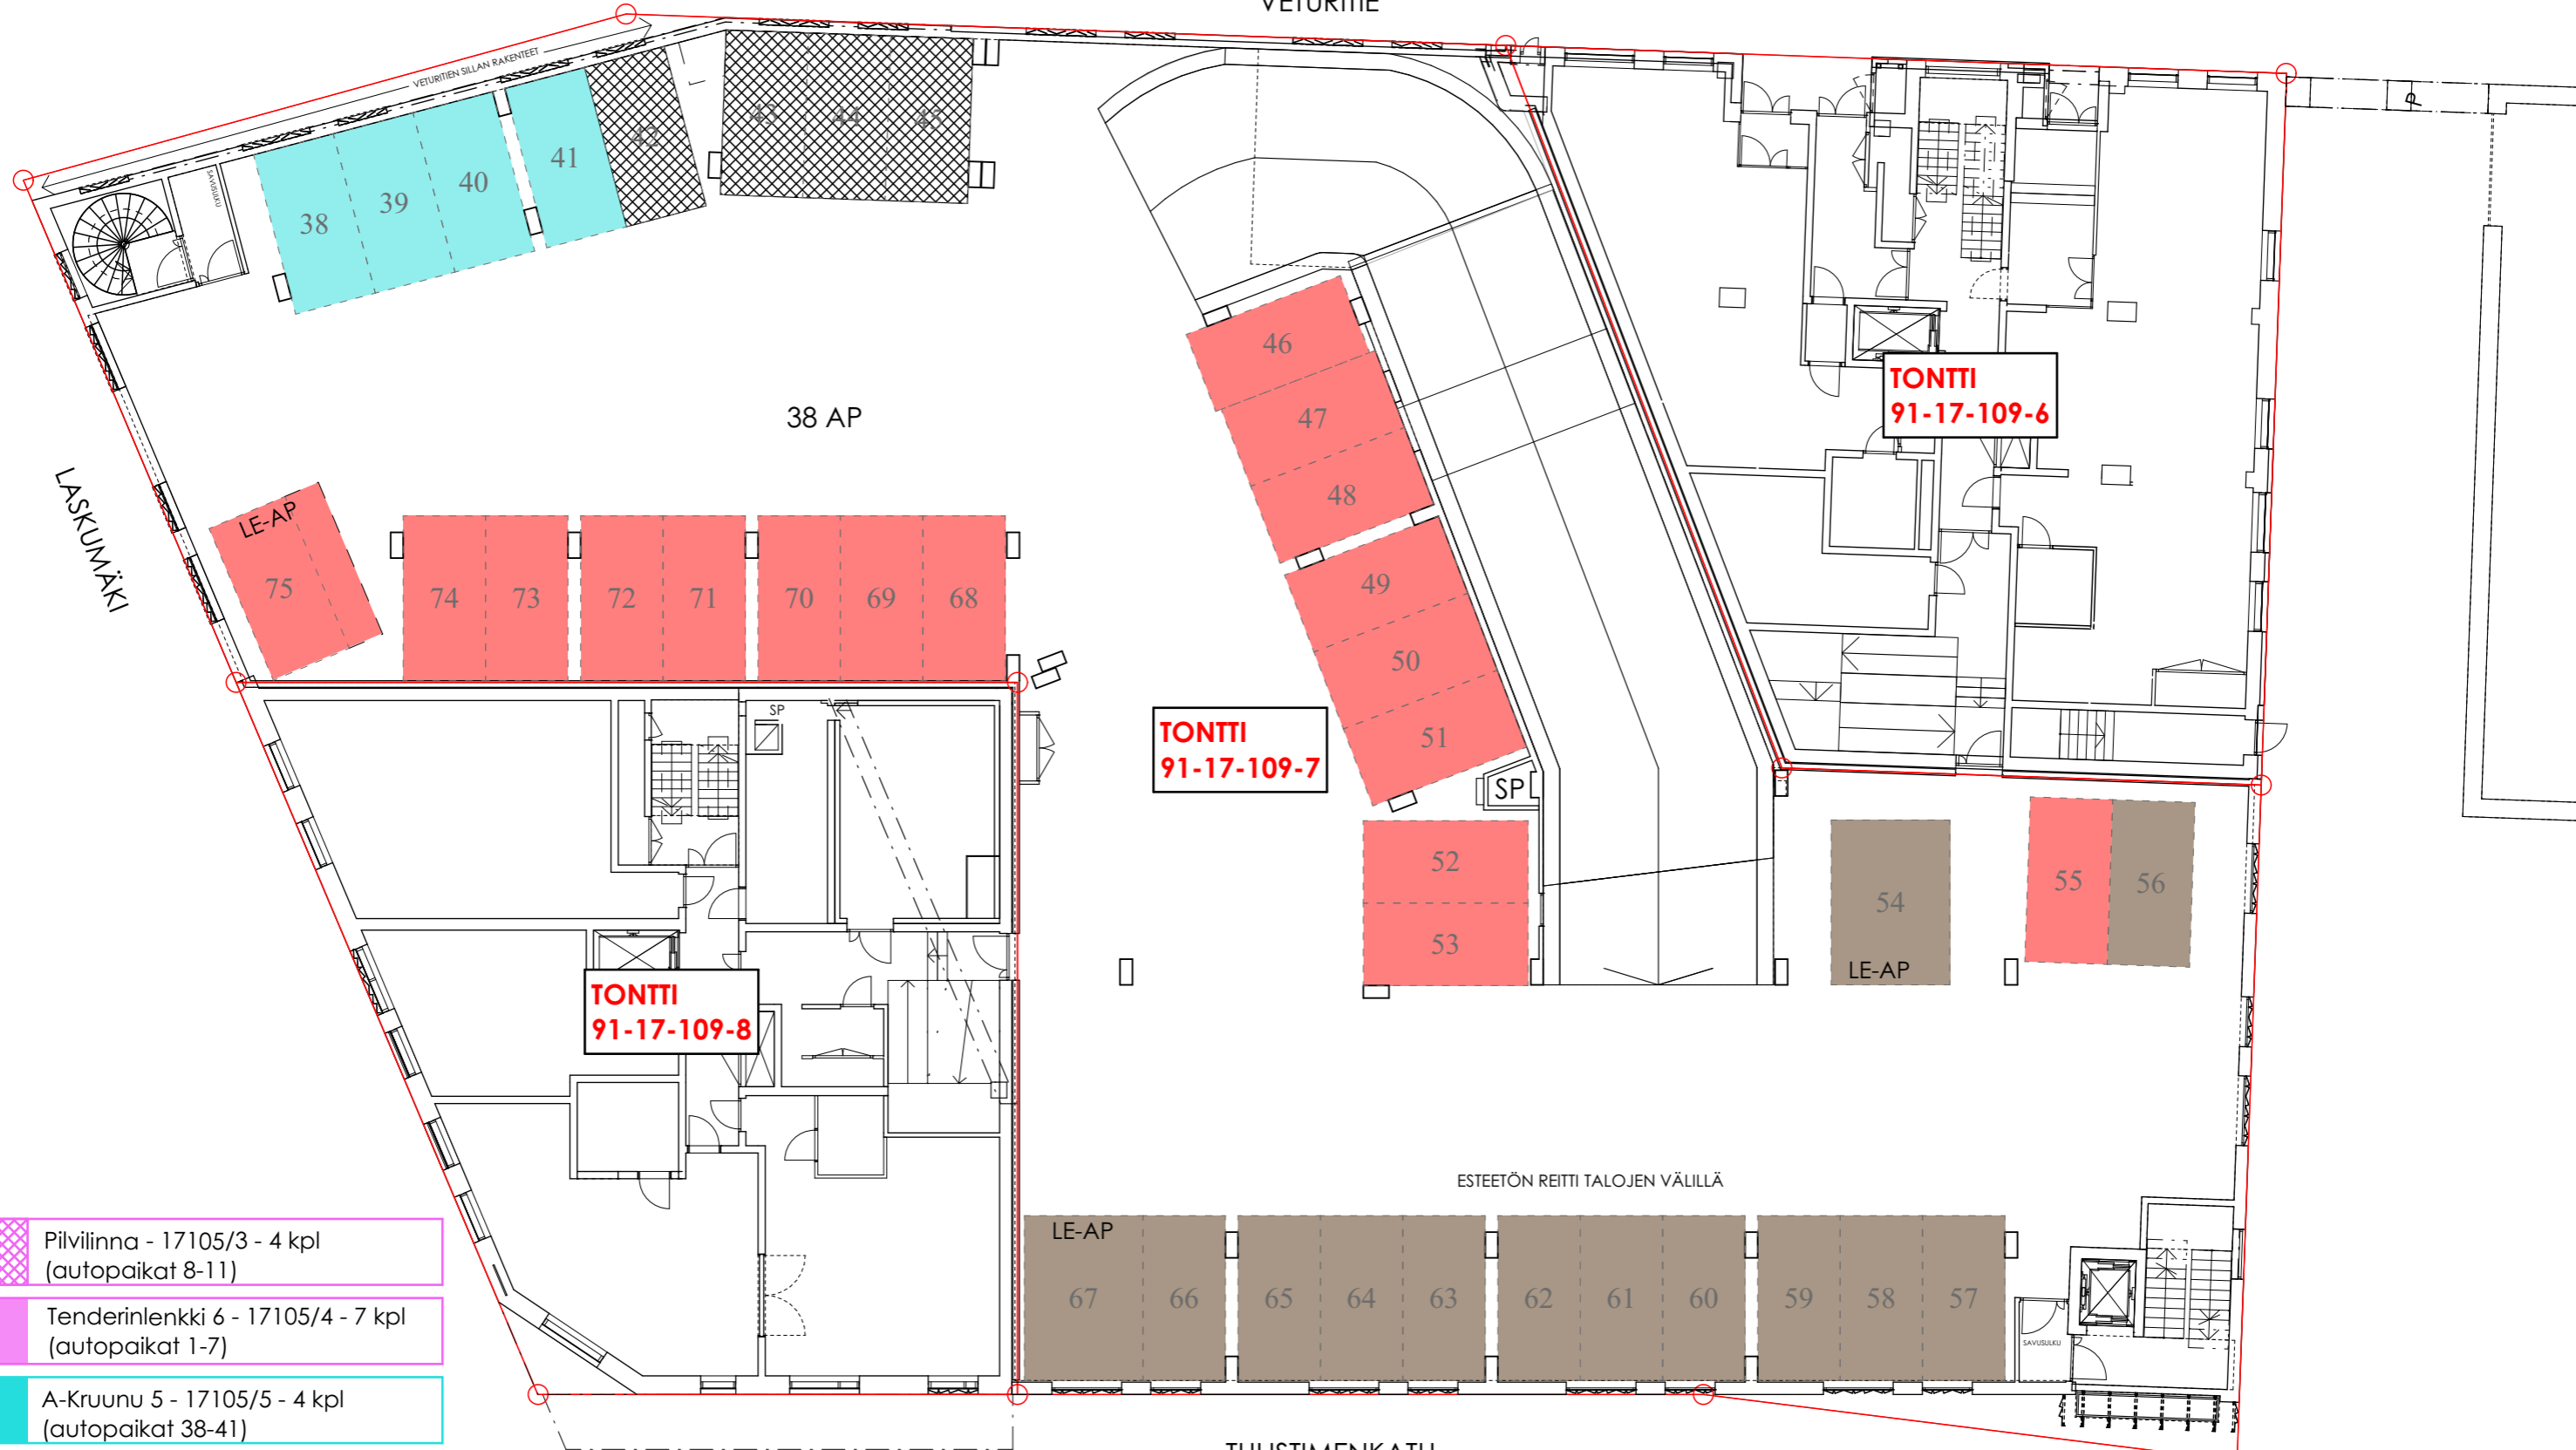 VETURITIE
VETURITIEN SILLAN RAKENTEET
P
SAVUSULKU
38
39
40
41
42
43
44
45
46
47
48
38 AP
TONTTI
91-17-109-6
LASKUMÄKI
LE-AP
75
74
73
72
71
70
69
68
49
50
51
TONTTI
91-17-109-7
SP
SP
52
53
54
LE-AP
55
56
TONTTI
91-17-109-8
ESTEETÖN REITTI TALOJEN VÄLILLÄ
LE-AP
67
66
65
64
63
62
61
60
59
58
57
SAVUSULKU
Pilvilinna - 17105/3 - 4 kpl
(autopaikat 8-11)
Tenderinlenkki 6 - 17105/4 - 7 kpl
(autopaikat 1-7)
A-Kruunu 5 - 17105/5 - 4 kpl
(autopaikat 38-41)